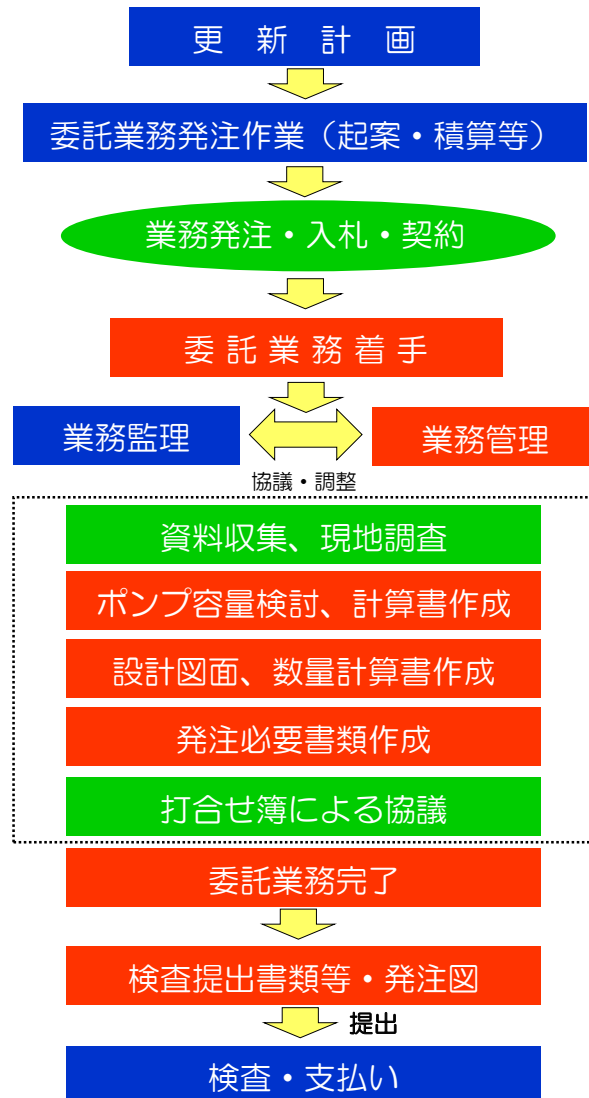 更新計画
委託業務発注作業（起案・積算等）
業務発注・入札・契約
委託業務着手
業務監理
業務管理
協議・調整
資料収集、現地調査
ポンプ容量検討、計算書作成
設計図面、数量計算書作成
発注必要書類作成
打合せ簿による協議
委託業務完了
検査提出書類等・発注図
提出
検査・支払い